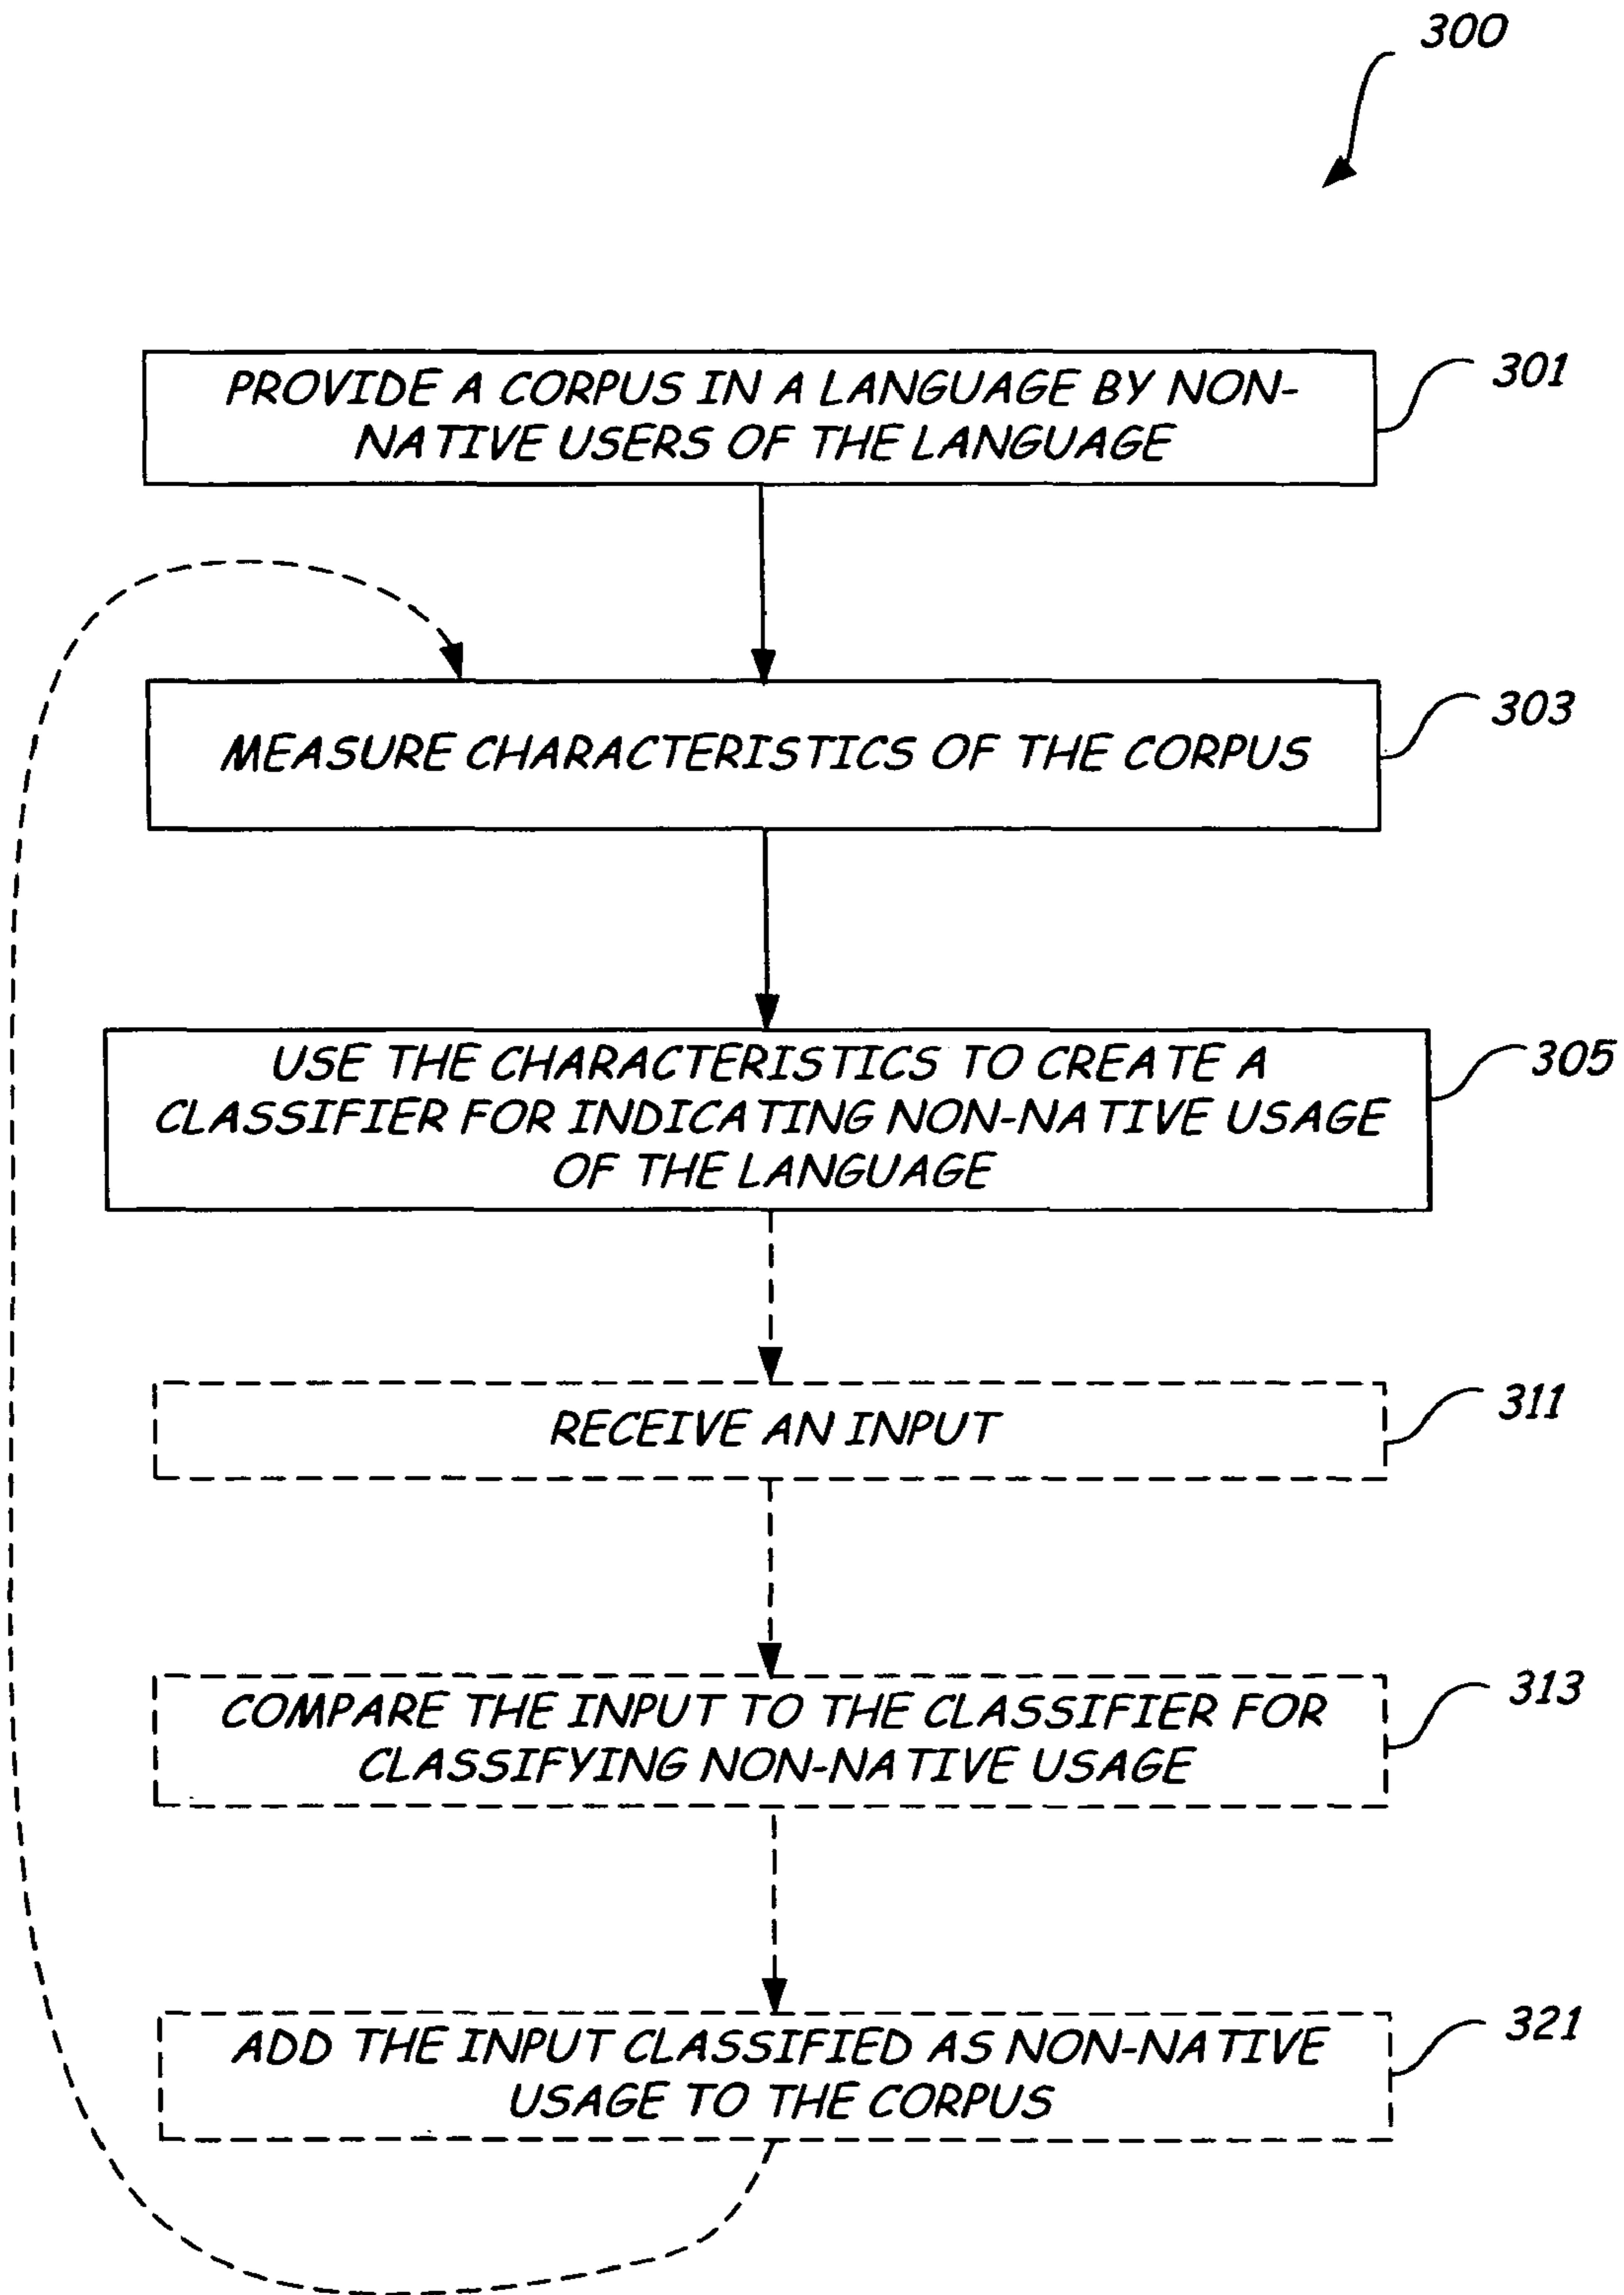 300
PROVIDE A CORPUS IN A LANGUAGE BY NON-
NATIVE USERS OF THE LANGUAGE
301
MEASURE CHARACTERISTICS OF THE CORPUS
303
USE THE CHARACTERISTICS TO CREATE A
CLASSIFIER FOR INDICATING NON-NATIVE USAGE
OF THE LANGUAGE
305
RECEIVE AN INPUT
311
COMPARE THE INPUT TO THE CLASSIFIER FOR
CLASSIFYING NON-NATIVE USAGE
313
ADD THE INPUT CLASSIFIED AS NON-NATIVE
USAGE TO THE CORPUS
321